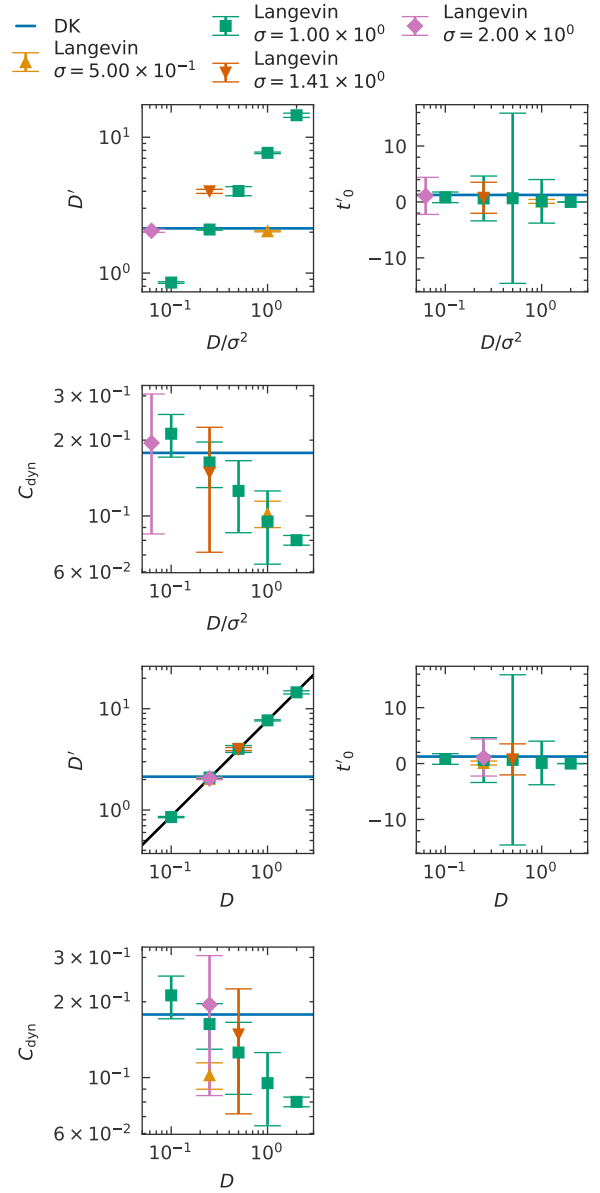 DK
Langevin
σ = 5.00 × 10⁻¹
Langevin
σ = 1.00 × 10⁰
Langevin
σ = 1.41 × 10⁰
Langevin
σ = 2.00 × 10⁰
D′
10¹
10⁰
10⁻¹ 10⁰
D/σ²
t′₀
10
0
−10
10⁻¹ 10⁰
D/σ²
C_dyn
3 × 10⁻¹
2 × 10⁻¹
10⁻¹
6 × 10⁻²
10⁻¹ 10⁰
D/σ²
D′
10¹
10⁰
10⁻¹ 10⁰
D
t′₀
10
0
−10
10⁻¹ 10⁰
D
C_dyn
3 × 10⁻¹
2 × 10⁻¹
10⁻¹
6 × 10⁻²
10⁻¹ 10⁰
D